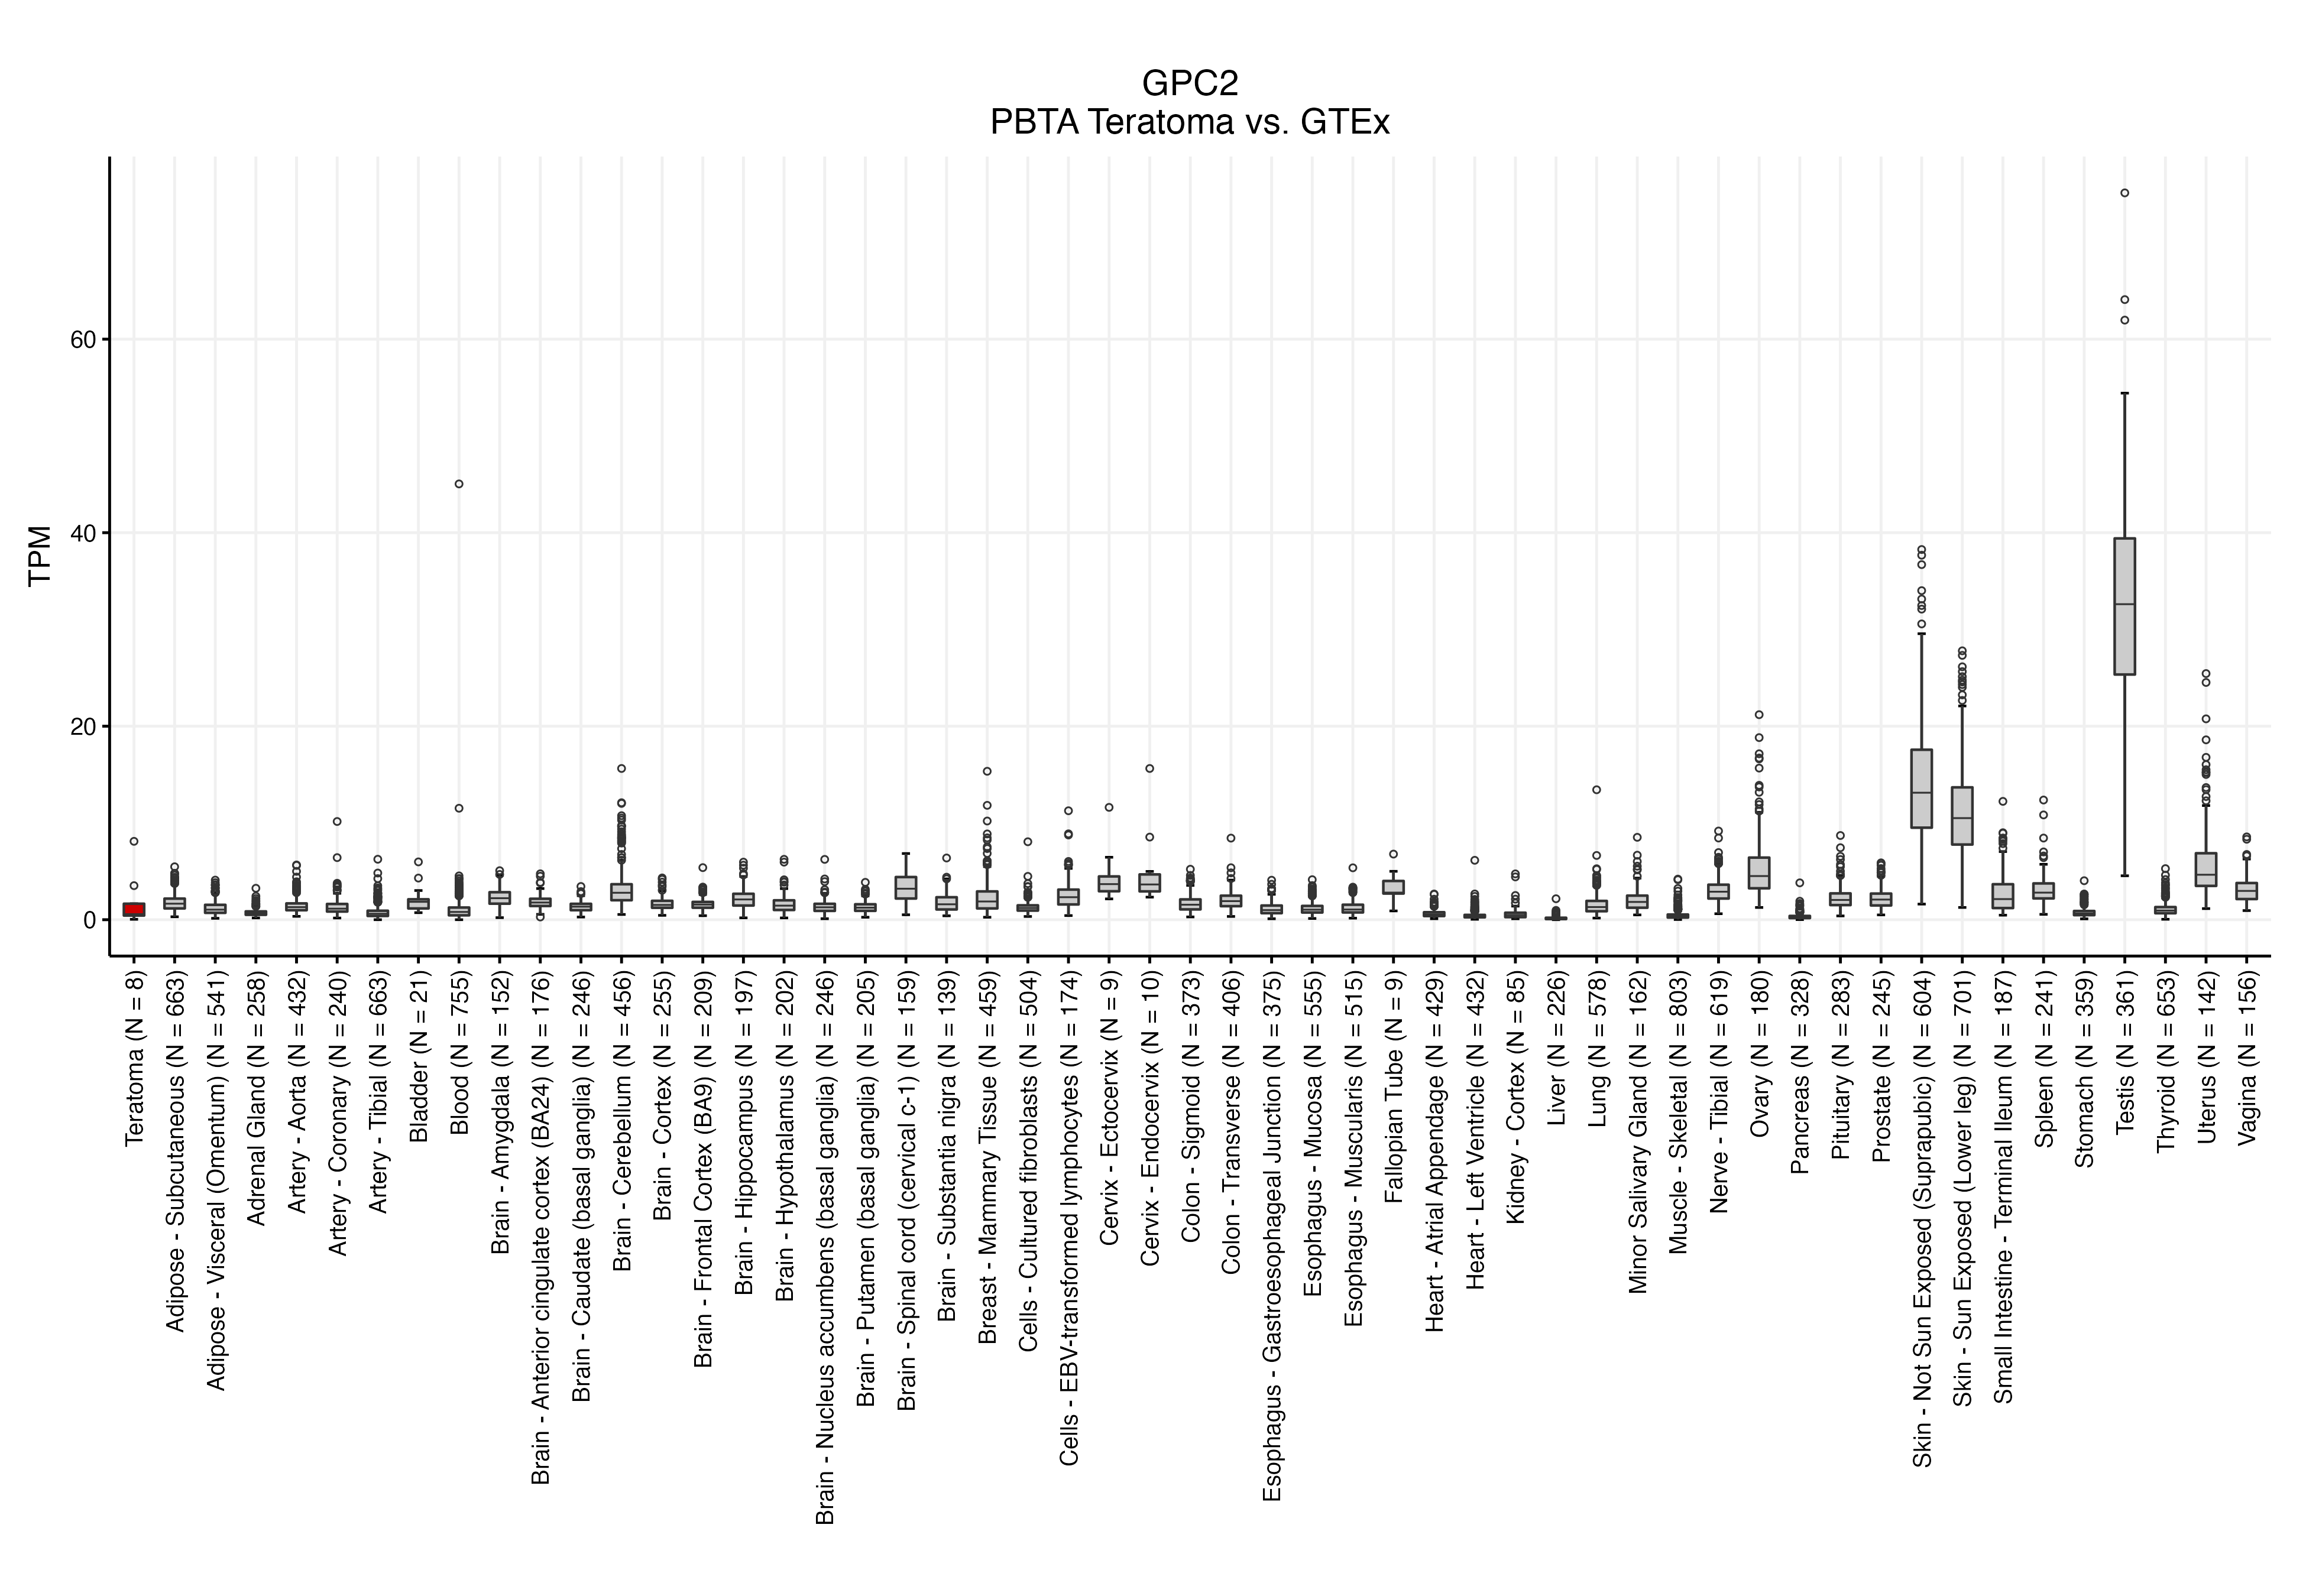 GPC2
PBTA Teratoma vs. GTEx
TPM
60
40
20
0
Teratoma (N = 8)
Adipose - Subcutaneous (N = 663)
Adipose - Visceral (Omentum) (N = 541)
Adrenal Gland (N = 258)
Artery - Aorta (N = 432)
Artery - Coronary (N = 240)
Artery - Tibial (N = 663)
Bladder (N = 21)
Blood (N = 755)
Brain - Amygdala (N = 152)
Brain - Anterior cingulate cortex (BA24) (N = 176)
Brain - Caudate (basal ganglia) (N = 246)
Brain - Cerebellum (N = 456)
Brain - Cortex (N = 255)
Brain - Frontal Cortex (BA9) (N = 209)
Brain - Hippocampus (N = 197)
Brain - Hypothalamus (N = 202)
Brain - Nucleus accumbens (basal ganglia) (N = 246)
Brain - Putamen (basal ganglia) (N = 205)
Brain - Spinal cord (cervical c-1) (N = 159)
Brain - Substantia nigra (N = 139)
Breast - Mammary Tissue (N = 459)
Cells - Cultured fibroblasts (N = 504)
Cells - EBV-transformed lymphocytes (N = 174)
Cervix - Ectocervix (N = 9)
Cervix - Endocervix (N = 10)
Colon - Sigmoid (N = 373)
Colon - Transverse (N = 406)
Esophagus - Gastroesophageal Junction (N = 375)
Esophagus - Mucosa (N = 555)
Esophagus - Muscularis (N = 515)
Fallopian Tube (N = 9)
Heart - Atrial Appendage (N = 429)
Heart - Left Ventricle (N = 432)
Kidney - Cortex (N = 85)
Liver (N = 226)
Lung (N = 578)
Minor Salivary Gland (N = 162)
Muscle - Skeletal (N = 803)
Nerve - Tibial (N = 619)
Ovary (N = 180)
Pancreas (N = 328)
Pituitary (N = 283)
Prostate (N = 245)
Skin - Not Sun Exposed (Suprapubic) (N = 604)
Skin - Sun Exposed (Lower leg) (N = 701)
Small Intestine - Terminal Ileum (N = 187)
Spleen (N = 241)
Stomach (N = 359)
Testis (N = 361)
Thyroid (N = 653)
Uterus (N = 142)
Vagina (N = 156)